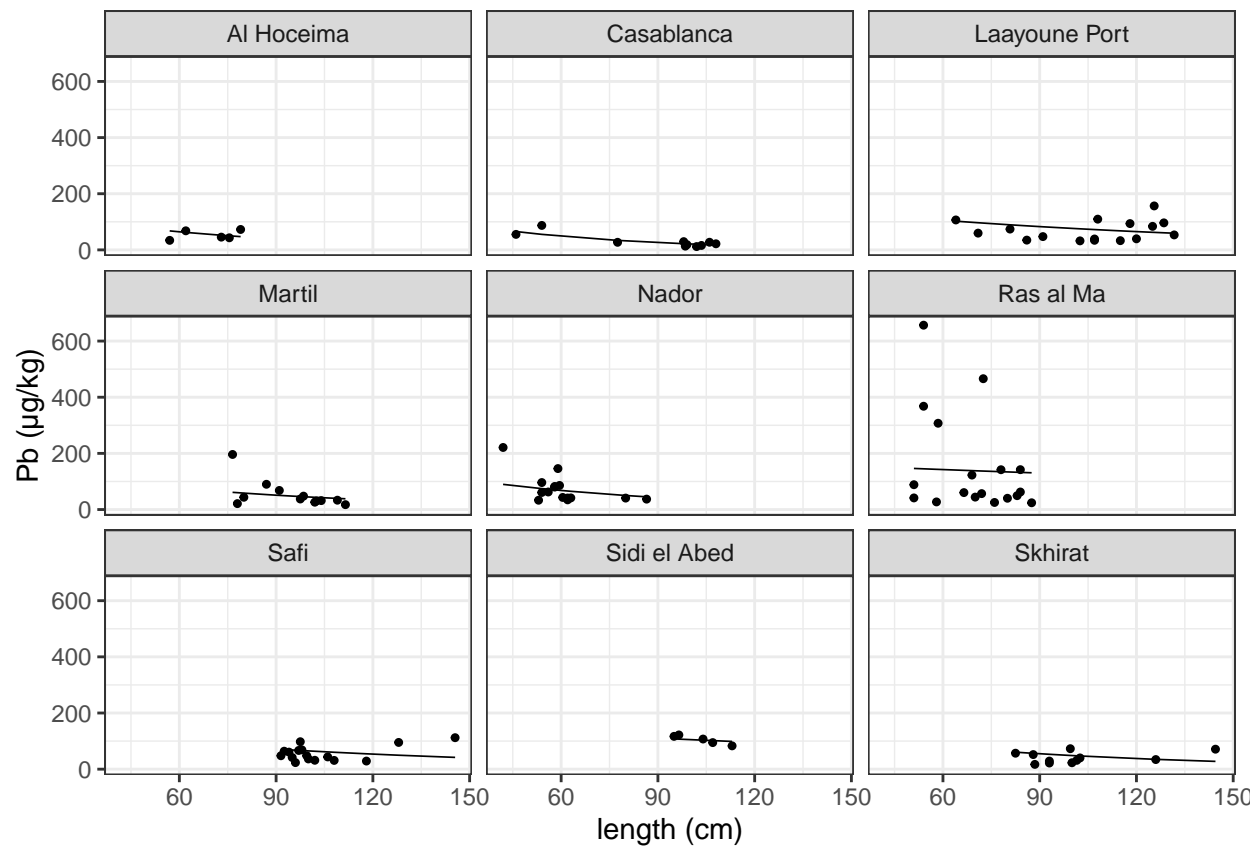 Al Hoceima Casablanca Laayoune Port
600
400
200
0
Martil Nador Ras al Ma
600
400
200
0
Pb (µg/kg)
Safi Sidi el Abed Skhirat
600
400
200
0
60 90 120 150 60 90 120 150 60 90 120 150
length (cm)